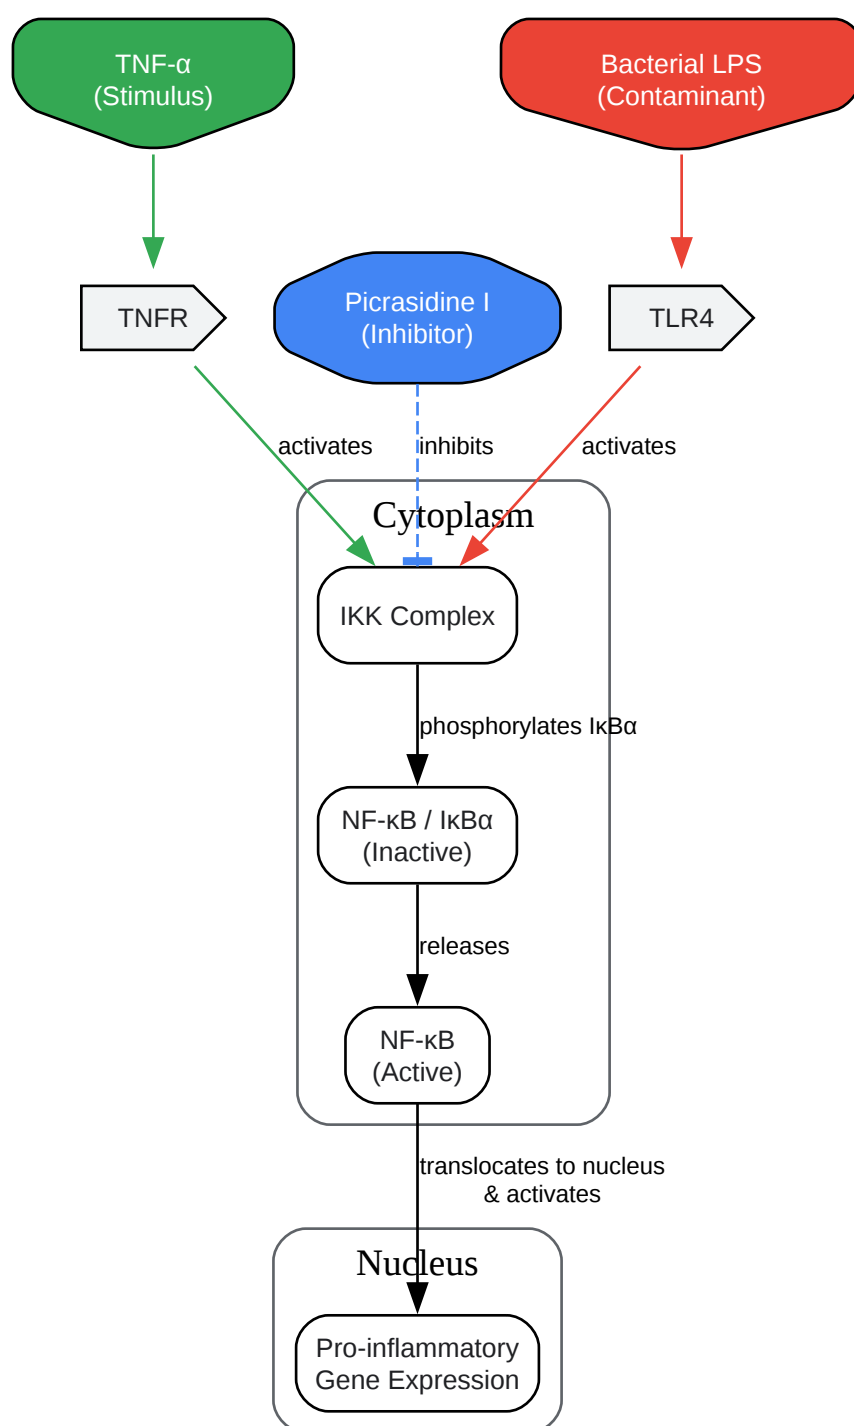 TNF-α
(Stimulus)
Bacterial LPS
(Contaminant)
Picrasidine I
(Inhibitor)
TNFR
TLR4
activates
inhibits
activates
Cytoplasm
IKK Complex
phosphorylates IκBα
NF-κB / IκBα
(Inactive)
releases
NF-κB
(Active)
translocates to nucleus
& activates
Nucleus
Pro-inflammatory
Gene Expression